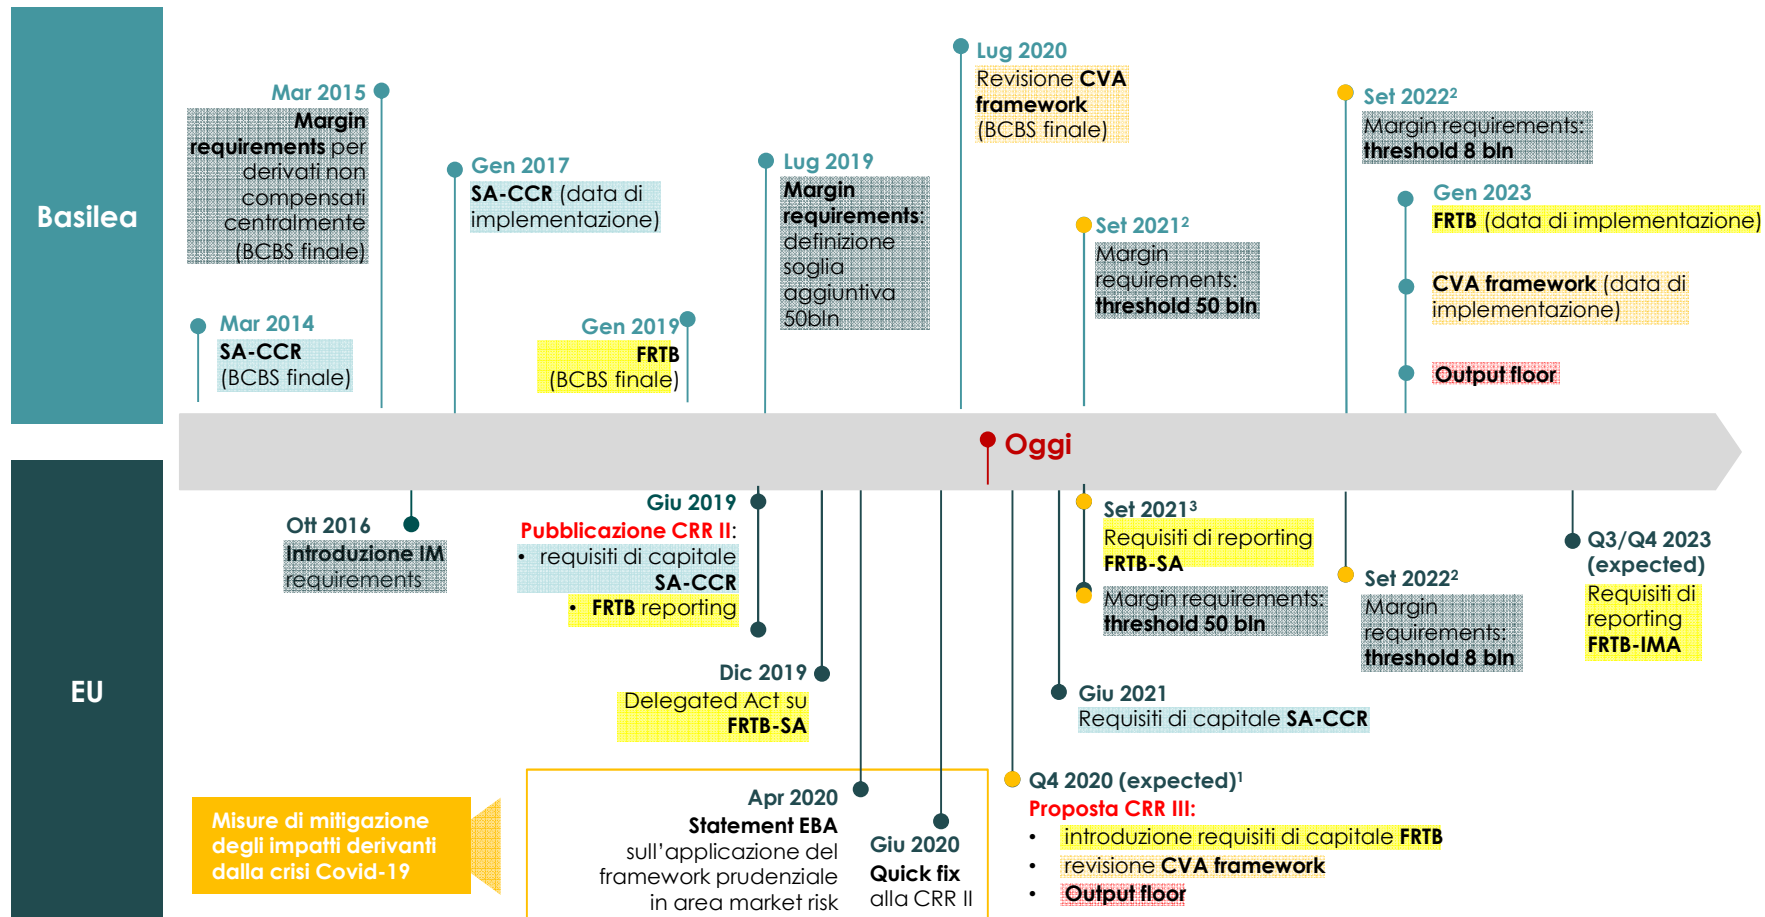 Basilea
Mar 2014
SA-CCR
(BCBS finale)
Mar 2015
Margin
requirements per
derivati non
compensati
centralmente
(BCBS finale)
Gen 2017
SA-CCR (data di
implementazione)
Gen 2019
FRTB
(BCBS finale)
Lug 2019
Margin
requirements:
definizione
soglia
aggiuntiva
50bln
Lug 2020
Revisione CVA
framework
(BCBS finale)
Set 2021²
Margin
requirements:
threshold 50 bln
Set 2022²
Margin requirements:
threshold 8 bln
Gen 2023
FRTB (data di implementazione)
CVA framework (data di
implementazione)
Output floor
Oggi
EU
Ott 2016
Introduzione IM
requirements
Giu 2019
Pubblicazione CRR II:
• requisiti di capitale
SA-CCR
• FRTB reporting
Dic 2019
Delegated Act su
FRTB-SA
Misure di mitigazione
degli impatti derivanti
dalla crisi Covid-19
Apr 2020
Statement EBA
sull'applicazione del
framework prudenziale
in area market risk
Giu 2020
Quick fix
alla CRR II
Q4 2020 (expected)¹
Proposta CRR III:
• introduzione requisiti di capitale FRTB
• revisione CVA framework
• Output floor
Giu 2021
Requisiti di capitale SA-CCR
Set 2021³
Requisiti di reporting
FRTB-SA
Margin requirements:
threshold 50 bln
Set 2022²
Margin
requirements:
threshold 8 bln
Q3/Q4 2023
(expected)
Requisiti di
reporting
FRTB-IMA